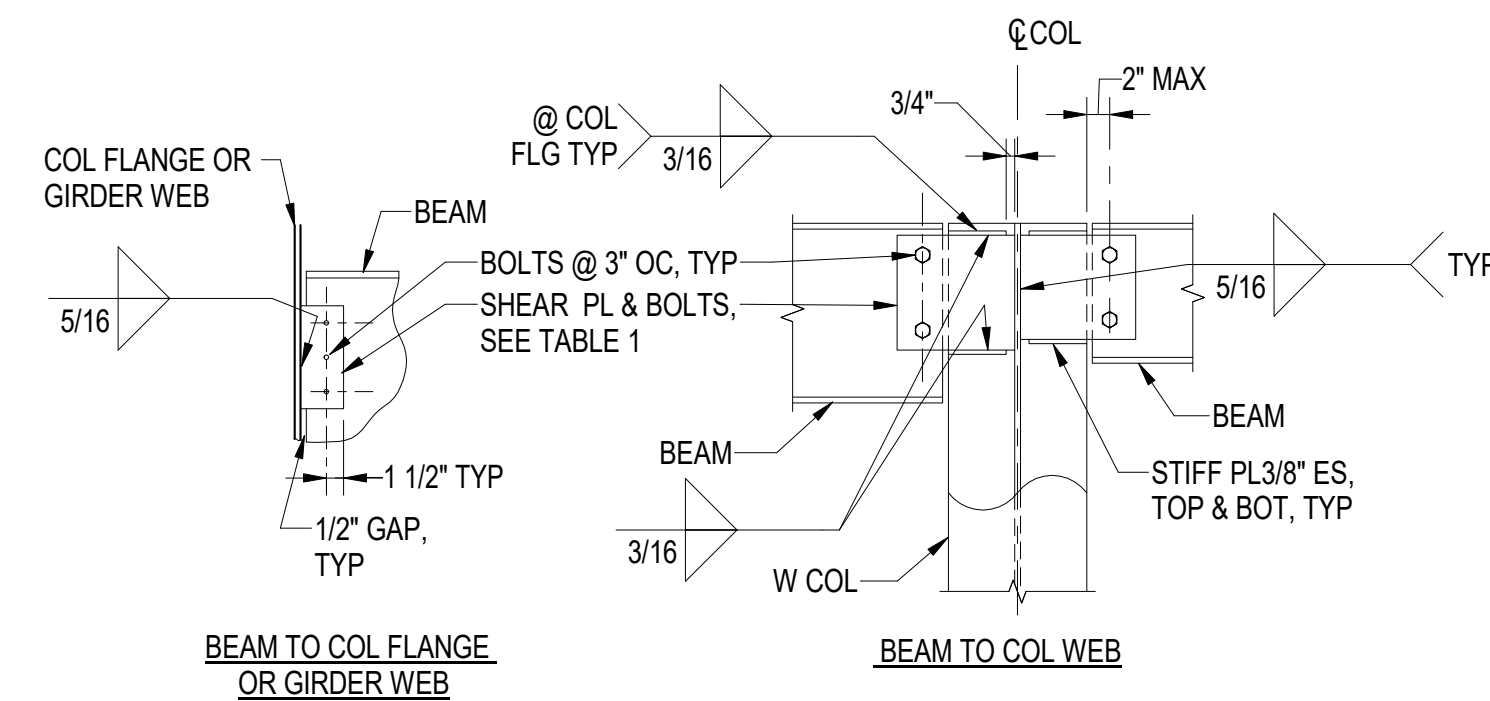 ℄ COL
2" MAX
3/4"
@ COL
FLG TYP
3/16
COL FLANGE OR
GIRDER WEB
BEAM
BOLTS @ 3" OC, TYP
SHEAR PL & BOLTS,
SEE TABLE 1
5/16
5/16
TYP
1 1/2" TYP
1/2" GAP,
TYP
BEAM
BEAM
STIFF PL3/8" ES,
TOP & BOT, TYP
3/16
W COL
BEAM TO COL FLANGE
OR GIRDER WEB
BEAM TO COL WEB